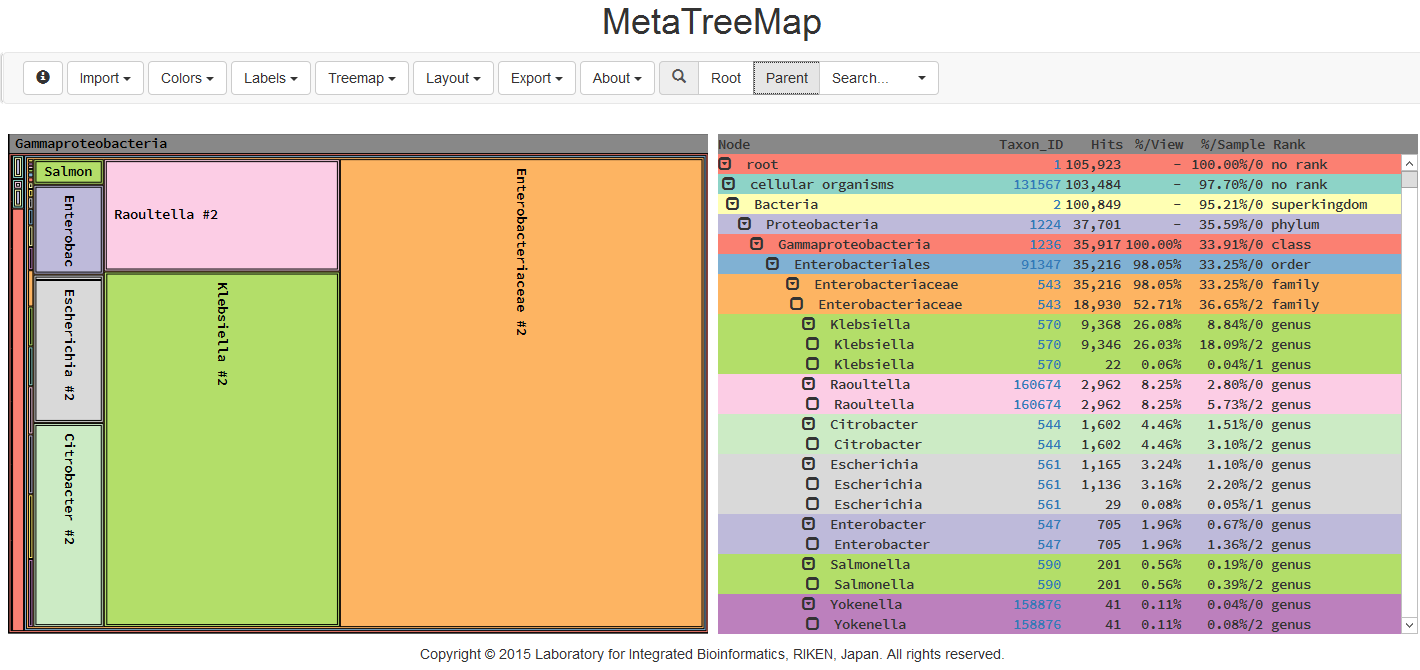 MetaTreeMap
Import Colors Labels Treemap Layout Export About Root Parent Search...
Gammaproteobacteria
Salmon
Enterobac
Escherichia #2
Citrobacter #2
Raoultella #2
Klebsiella #2
Enterobacteriaceae #2
Node Taxon_ID Hits %/View %/Sample Rank
root 1 105,923 – 100.00%/0 no rank
cellular organisms 131567 103,484 – 97.70%/0 no rank
Bacteria 2 100,849 – 95.21%/0 superkingdom
Proteobacteria 1224 37,701 – 35.59%/0 phylum
Gammaproteobacteria 1236 35,917 100.00% 33.91%/0 class
Enterobacteriales 91347 35,216 98.05% 33.25%/0 order
Enterobacteriaceae 543 35,216 98.05% 33.25%/0 family
Enterobacteriaceae 543 18,930 52.71% 36.65%/2 family
Klebsiella 570 9,368 26.08% 8.84%/0 genus
Klebsiella 570 9,346 26.03% 18.09%/2 genus
Klebsiella 570 22 0.06% 0.04%/1 genus
Raoultella 160674 2,962 8.25% 2.80%/0 genus
Raoultella 160674 2,962 8.25% 5.73%/2 genus
Citrobacter 544 1,602 4.46% 1.51%/0 genus
Citrobacter 544 1,602 4.46% 3.10%/2 genus
Escherichia 561 1,165 3.24% 1.10%/0 genus
Escherichia 561 1,136 3.16% 2.20%/2 genus
Escherichia 561 29 0.08% 0.05%/1 genus
Enterobacter 547 705 1.96% 0.67%/0 genus
Enterobacter 547 705 1.96% 1.36%/2 genus
Salmonella 590 201 0.56% 0.19%/0 genus
Salmonella 590 201 0.56% 0.39%/2 genus
Yokenella 158876 41 0.11% 0.04%/0 genus
Yokenella 158876 41 0.11% 0.08%/2 genus
Copyright © 2015 Laboratory for Integrated Bioinformatics, RIKEN, Japan. All rights reserved.